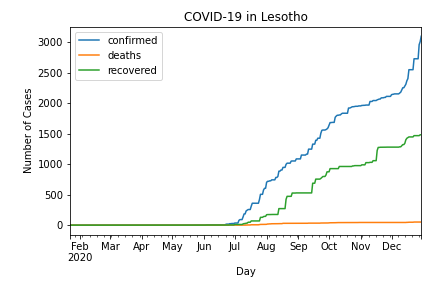 COVID-19 in Lesotho
confirmed
deaths
recovered
Number of Cases
3000
2500
2000
1500
1000
500
0
Feb Mar Apr May Jun Jul Aug Sep Oct Nov Dec
2020
Day